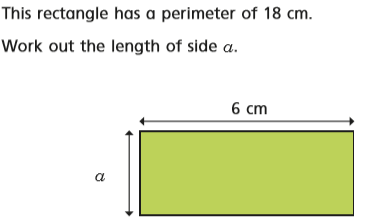 This rectangle has a perimeter of 18 cm.
Work out the length of side a.
6 cm
a